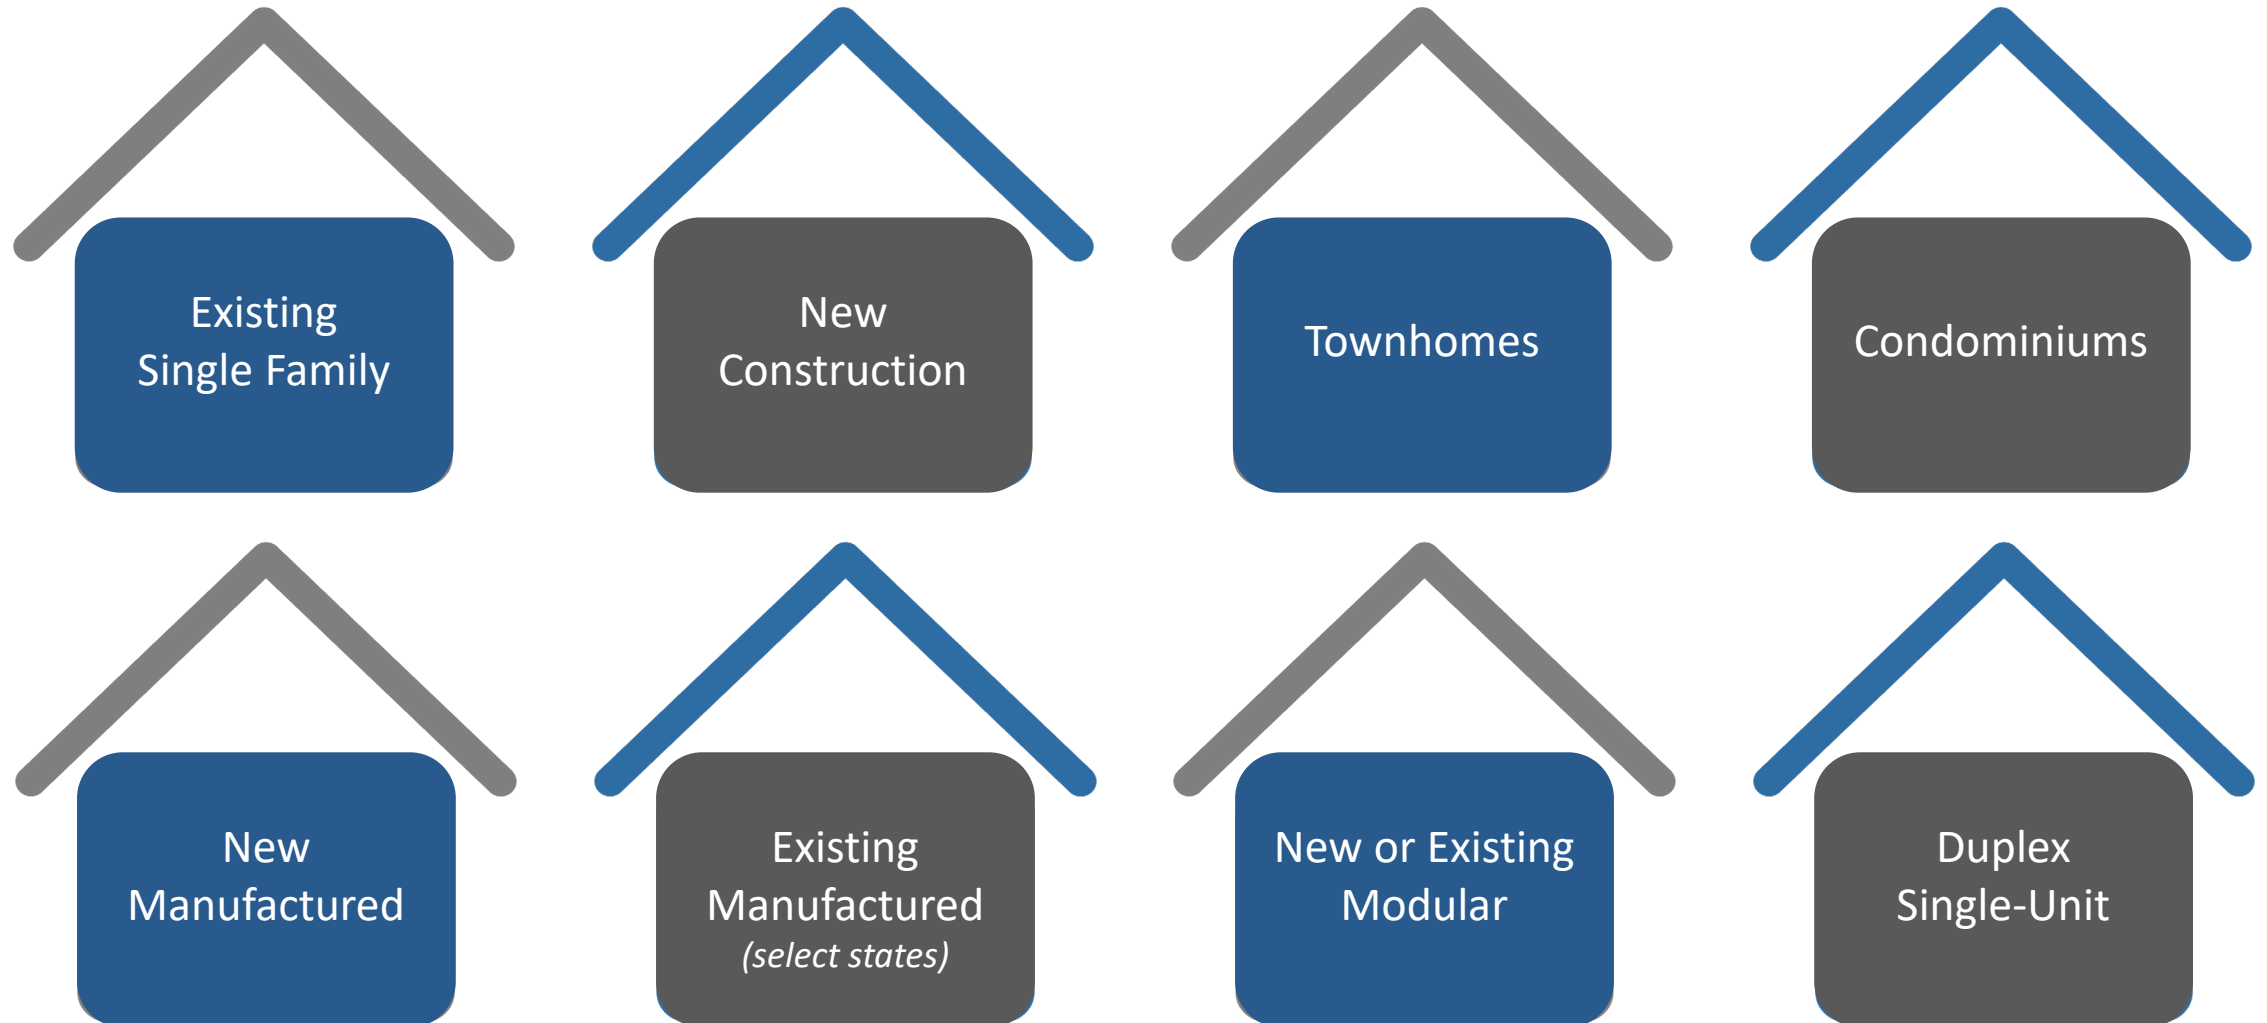 Existing
Single Family
New
Construction
Townhomes
Condominiums
New
Manufactured
Existing
Manufactured
(select states)
New or Existing
Modular
Duplex
Single-Unit